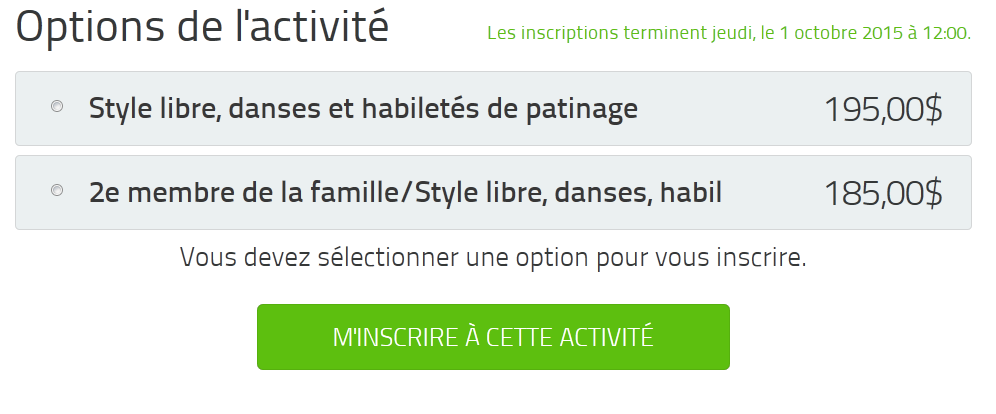 Options de l'activité
Les inscriptions terminent jeudi, le 1 octobre 2015 à 12:00.
Style libre, danses et habiletés de patinage 195,00$
2e membre de la famille/Style libre, danses, habil 185,00$
Vous devez sélectionner une option pour vous inscrire.
M'INSCRIRE À CETTE ACTIVITÉ